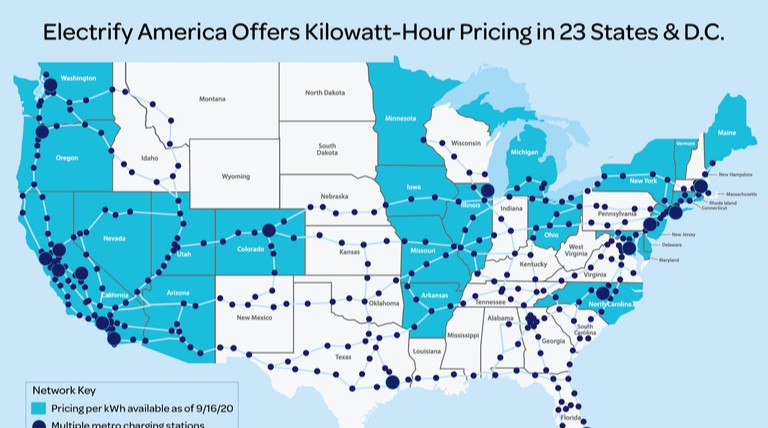 Electrify America Offers Kilowatt-Hour Pricing in 23 States & D.C.
Washington
Montana
North Dakota
Minnesota
Maine
Vermont
Oregon
Idaho
South
Dakota
Wisconsin
Michigan
New York
New Hampshire
Massachusetts
Rhode Island
Connecticut
Wyoming
Iowa
Nebraska
Illinois
Indiana
Ohio
Pennsylvania
New Jersey
Delaware
Maryland
Nevada
Utah
Colorado
Kansas
Missouri
West
Virginia
Virginia
Kentucky
California
Arizona
New Mexico
Oklahoma
Arkansas
Tennessee
North Carolina
South
Carolina
Texas
Louisiana
Mississippi
Alabama
Georgia
Florida
Network Key
Pricing per kWh available as of 9/16/20
Multiple metro charging stations